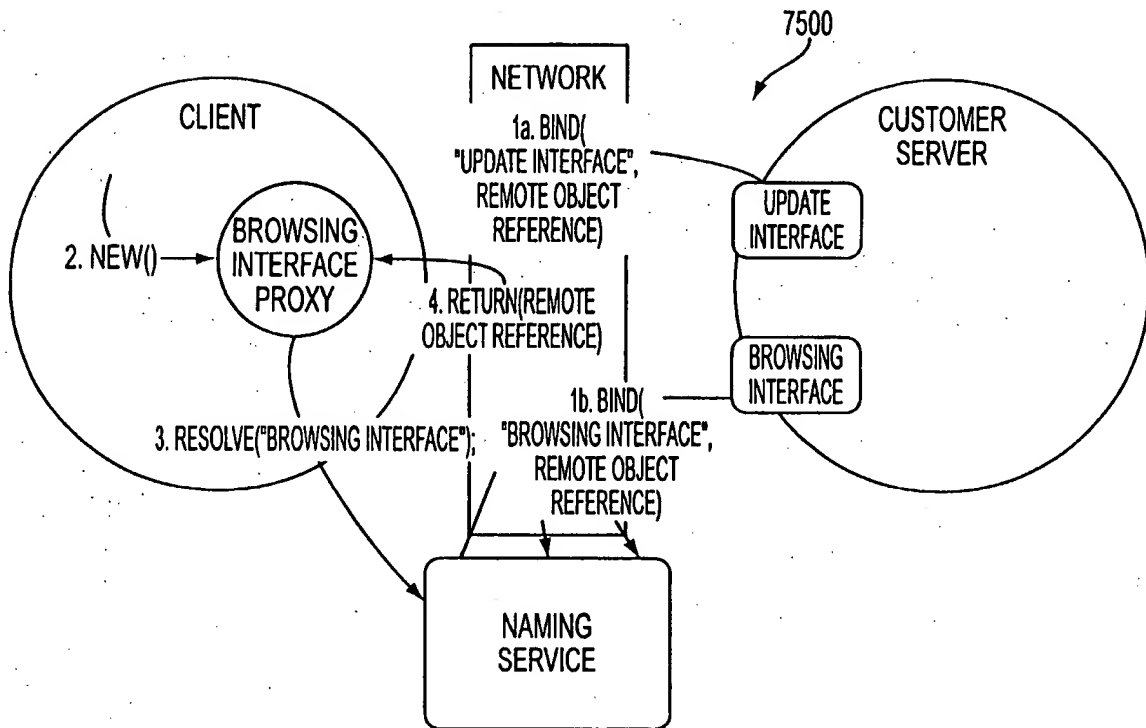 7500
NETWORK
CLIENT
CUSTOMER
SERVER
1a. BIND(
"UPDATE INTERFACE",
REMOTE OBJECT
REFERENCE)
UPDATE
INTERFACE
2. NEW()
BROWSING
INTERFACE
PROXY
4. RETURN(REMOTE
OBJECT REFERENCE)
BROWSING
INTERFACE
1b. BIND(
"BROWSING INTERFACE",
REMOTE OBJECT
REFERENCE)
3. RESOLVE("BROWSING INTERFACE");
NAMING
SERVICE